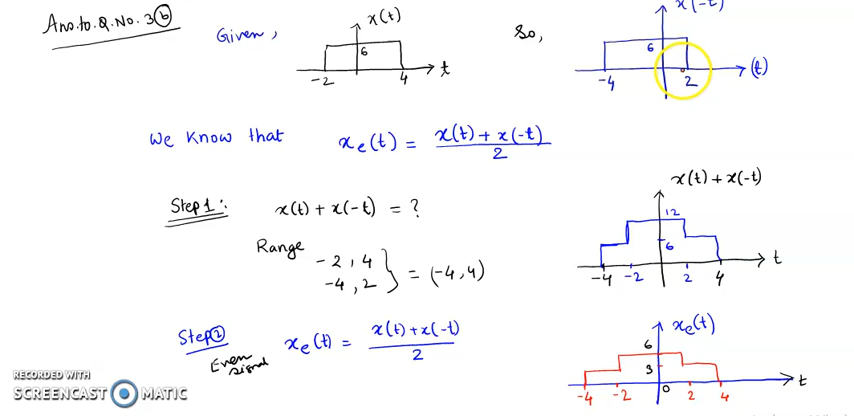 Ans. to. Q. No. 3 b
Given,
x(t)
6
-2
4
t
So,
x(-t)
6
-4
2
(t)
We know that
xₑ(t) = x(t) + x(-t) / 2
Step 1:
x(t) + x(-t) = ?
Range
-2, 4
-4, 2
} = (-4, 4)
x(t) + x(-t)
12
6
-4
-2
2
4
t
Step 2
Even signal
xₑ(t) = x(t) + x(-t) / 2
xₑ(t)
6
3
0
-4
-2
2
4
t
RECORDED WITH
SCREENCAST MATIC